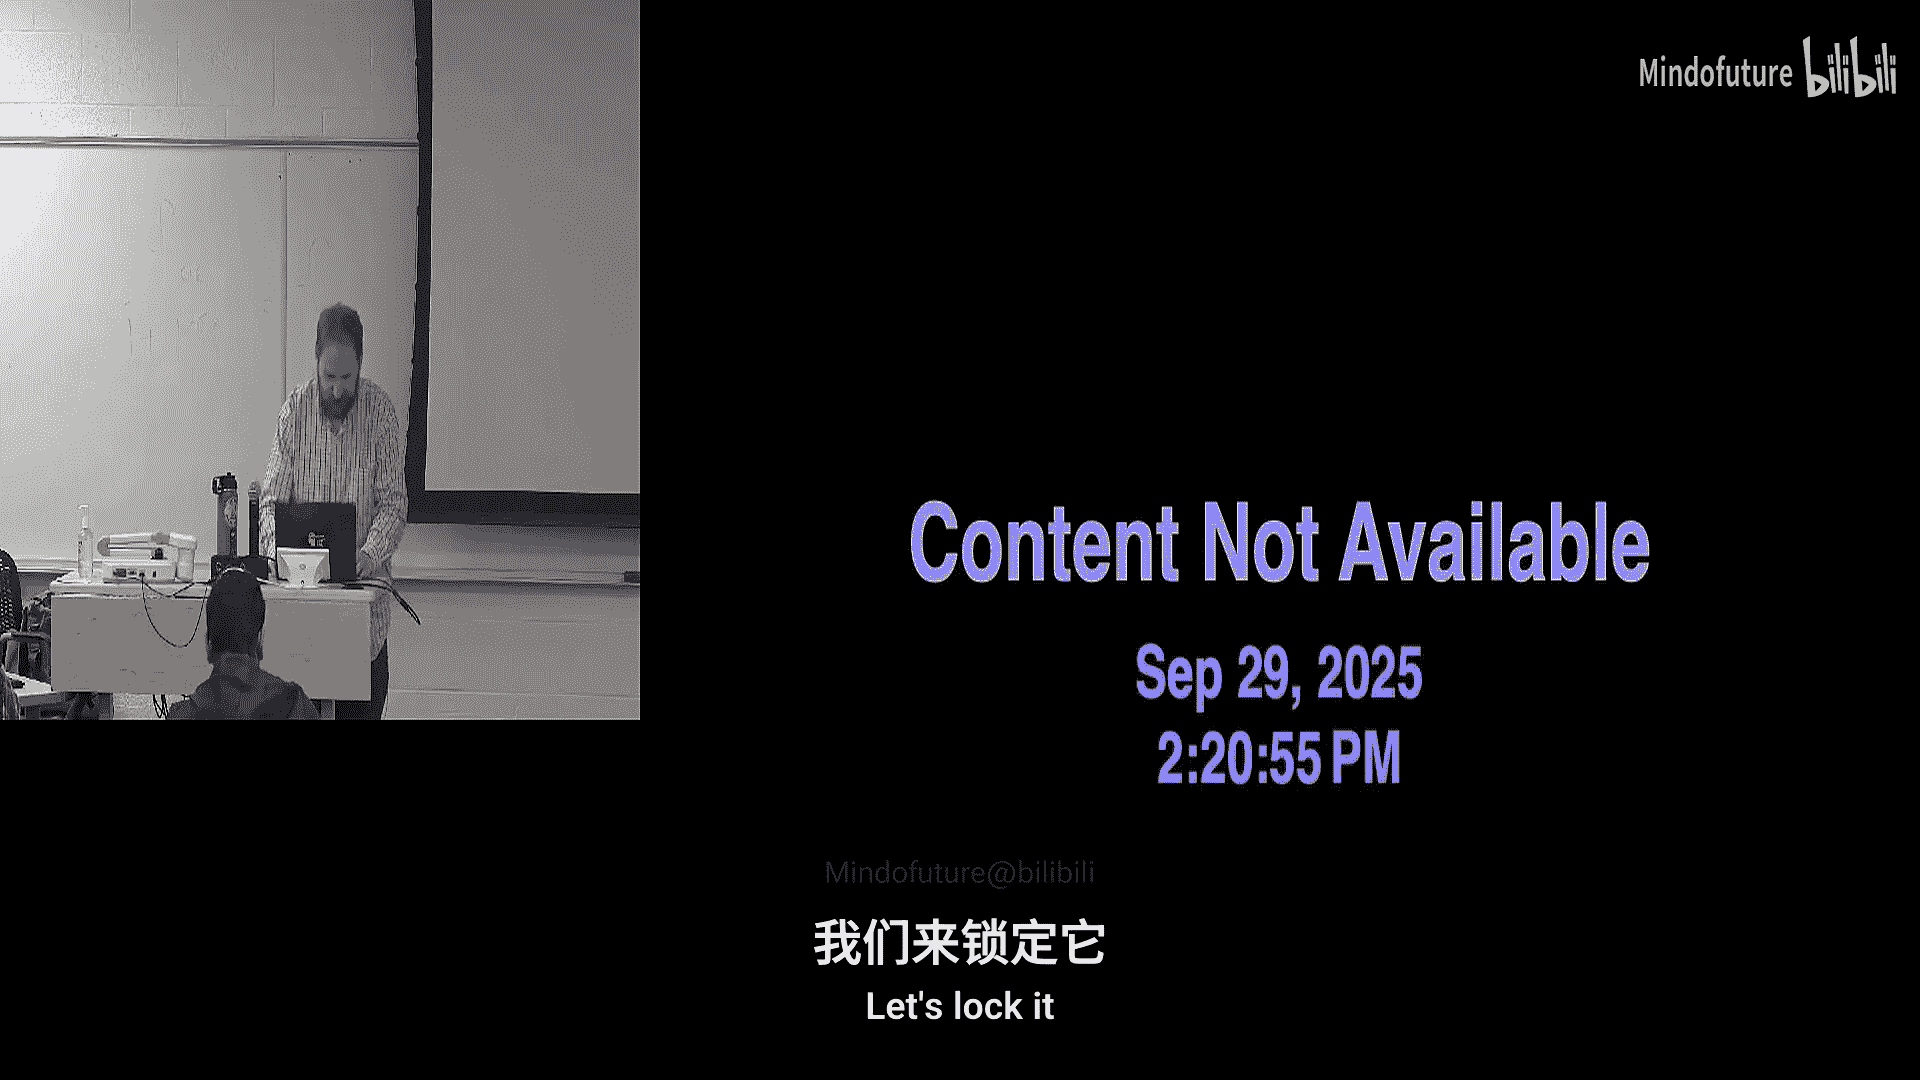 Mindofuture bilibili
Content Not Available
Sep 29, 2025
2:20:55 PM
Mindofuture@bilibili
我们来锁定它
Let's lock it